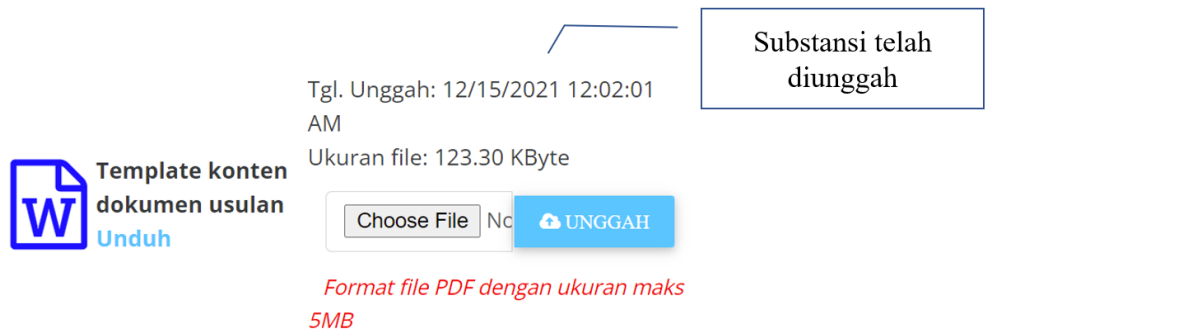 Substansi telah
diunggah
Tgl. Unggah: 12/15/2021 12:02:01
AM
Ukuran file: 123.30 KByte
W
Template konten
dokumen usulan
Unduh
Choose File
UNGGAH
Format file PDF dengan ukuran maks
5MB